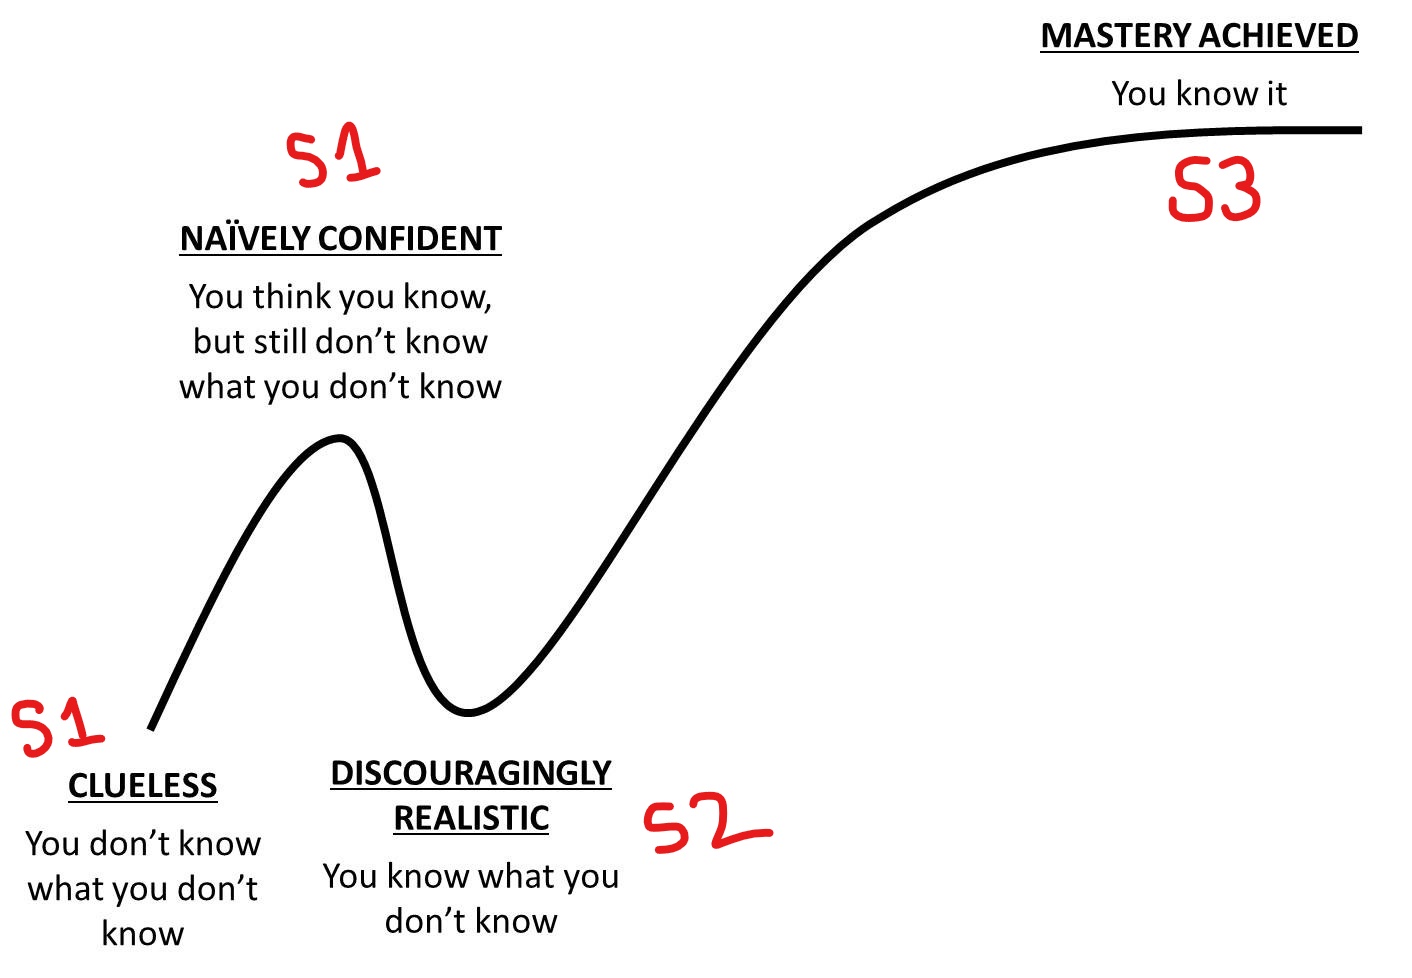 MASTERY ACHIEVED
You know it
S3
S1
NAÏVELY CONFIDENT
You think you know,
but still don't know
what you don't know
S1
CLUELESS
You don't know
what you don't
know
DISCOURAGINGLY
REALISTIC
S2
You know what you
don't know